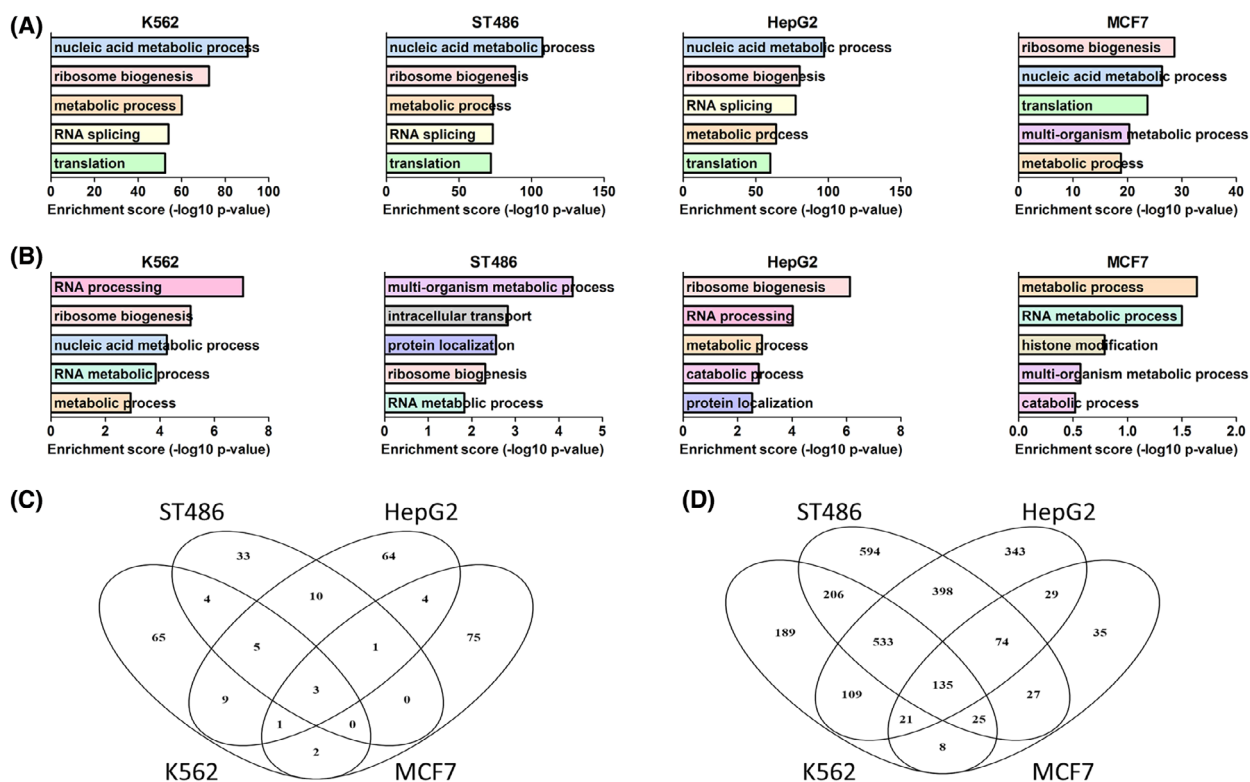 (A)
K562
nucleic acid metabolic process
ribosome biogenesis
metabolic process
RNA splicing
translation
0 20 40 60 80 100
Enrichment score (-log10 p-value)
ST486
nucleic acid metabolic process
ribosome biogenesis
metabolic process
RNA splicing
translation
0 50 100 150
Enrichment score (-log10 p-value)
HepG2
nucleic acid metabolic process
ribosome biogenesis
RNA splicing
metabolic process
translation
0 50 100 150
Enrichment score (-log10 p-value)
MCF7
ribosome biogenesis
nucleic acid metabolic process
translation
multi-organism metabolic process
metabolic process
0 10 20 30 40
Enrichment score (-log10 p-value)
(B)
K562
RNA processing
ribosome biogenesis
nucleic acid metabolic process
RNA metabolic process
metabolic process
0 2 4 6 8
Enrichment score (-log10 p-value)
ST486
multi-organism metabolic process
intracellular transport
protein localization
ribosome biogenesis
RNA metabolic process
0 1 2 3 4 5
Enrichment score (-log10 p-value)
HepG2
ribosome biogenesis
RNA processing
metabolic process
catabolic process
protein localization
0 2 4 6 8
Enrichment score (-log10 p-value)
MCF7
metabolic process
RNA metabolic process
histone modification
multi-organism metabolic process
catabolic process
0.0 0.5 1.0 1.5 2.0
Enrichment score (-log10 p-value)
(C)
ST486 HepG2
33 64
4 10 4
65 5 1 75
9 3 0
1 0
2
K562 MCF7
(D)
ST486 HepG2
594 343
206 398 29
189 533 74 35
109 135 27
21 25
8
K562 MCF7